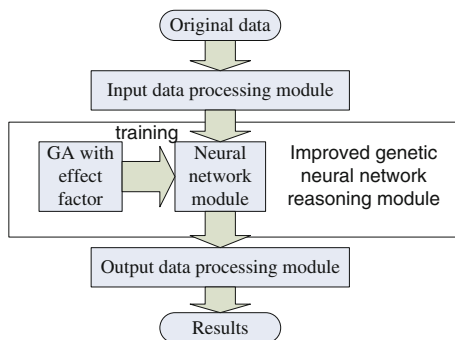 Original data
Input data processing module
training
GA with
effect
factor
Neural
network
module
Improved genetic
neural network
reasoning module
Output data processing module
Results